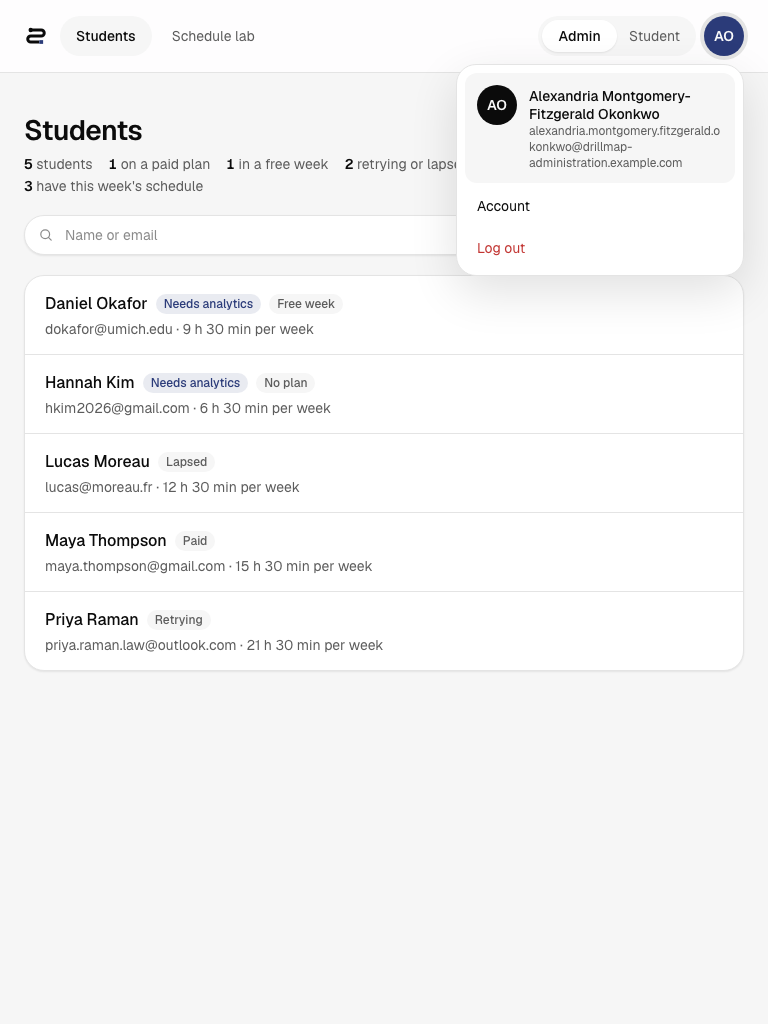 Students Schedule lab Admin Student AO
AO Alexandria Montgomery-
Fitzgerald Okonkwo
alexandria.montgomery.fitzgerald.o
konkwo@drillmap-
administration.example.com
Account
Log out
Students
5 students 1 on a paid plan 1 in a free week 2 retrying or
3 have this week's schedule
Name or email
Daniel Okafor Needs analytics Free week
dokafor@umich.edu · 9 h 30 min per week
Hannah Kim Needs analytics No plan
hkim2026@gmail.com · 6 h 30 min per week
Lucas Moreau Lapsed
lucas@moreau.fr · 12 h 30 min per week
Maya Thompson Paid
maya.thompson@gmail.com · 15 h 30 min per week
Priya Raman Retrying
priya.raman.law@outlook.com · 21 h 30 min per week